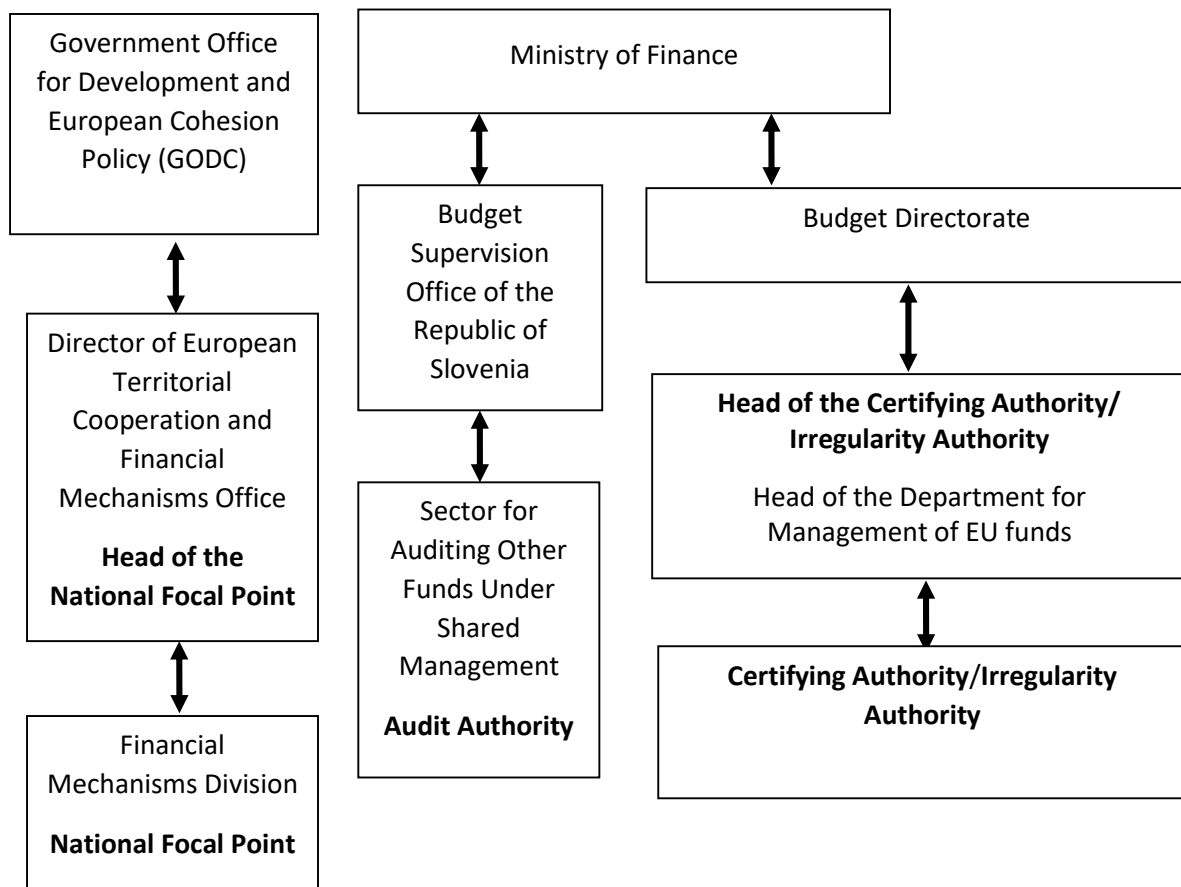 Government Office
for Development and
European Cohesion
Policy (GODC)
Director of European
Territorial
Cooperation and
Financial
Mechanisms Office
Head of the
National Focal Point
Financial
Mechanisms Division
National Focal Point
Ministry of Finance
Budget
Supervision
Office of the
Republic of
Slovenia
Sector for
Auditing Other
Funds Under
Shared
Management
Audit Authority
Budget Directorate
Head of the Certifying Authority/
Irregularity Authority
Head of the Department for
Management of EU funds
Certifying Authority/Irregularity
Authority